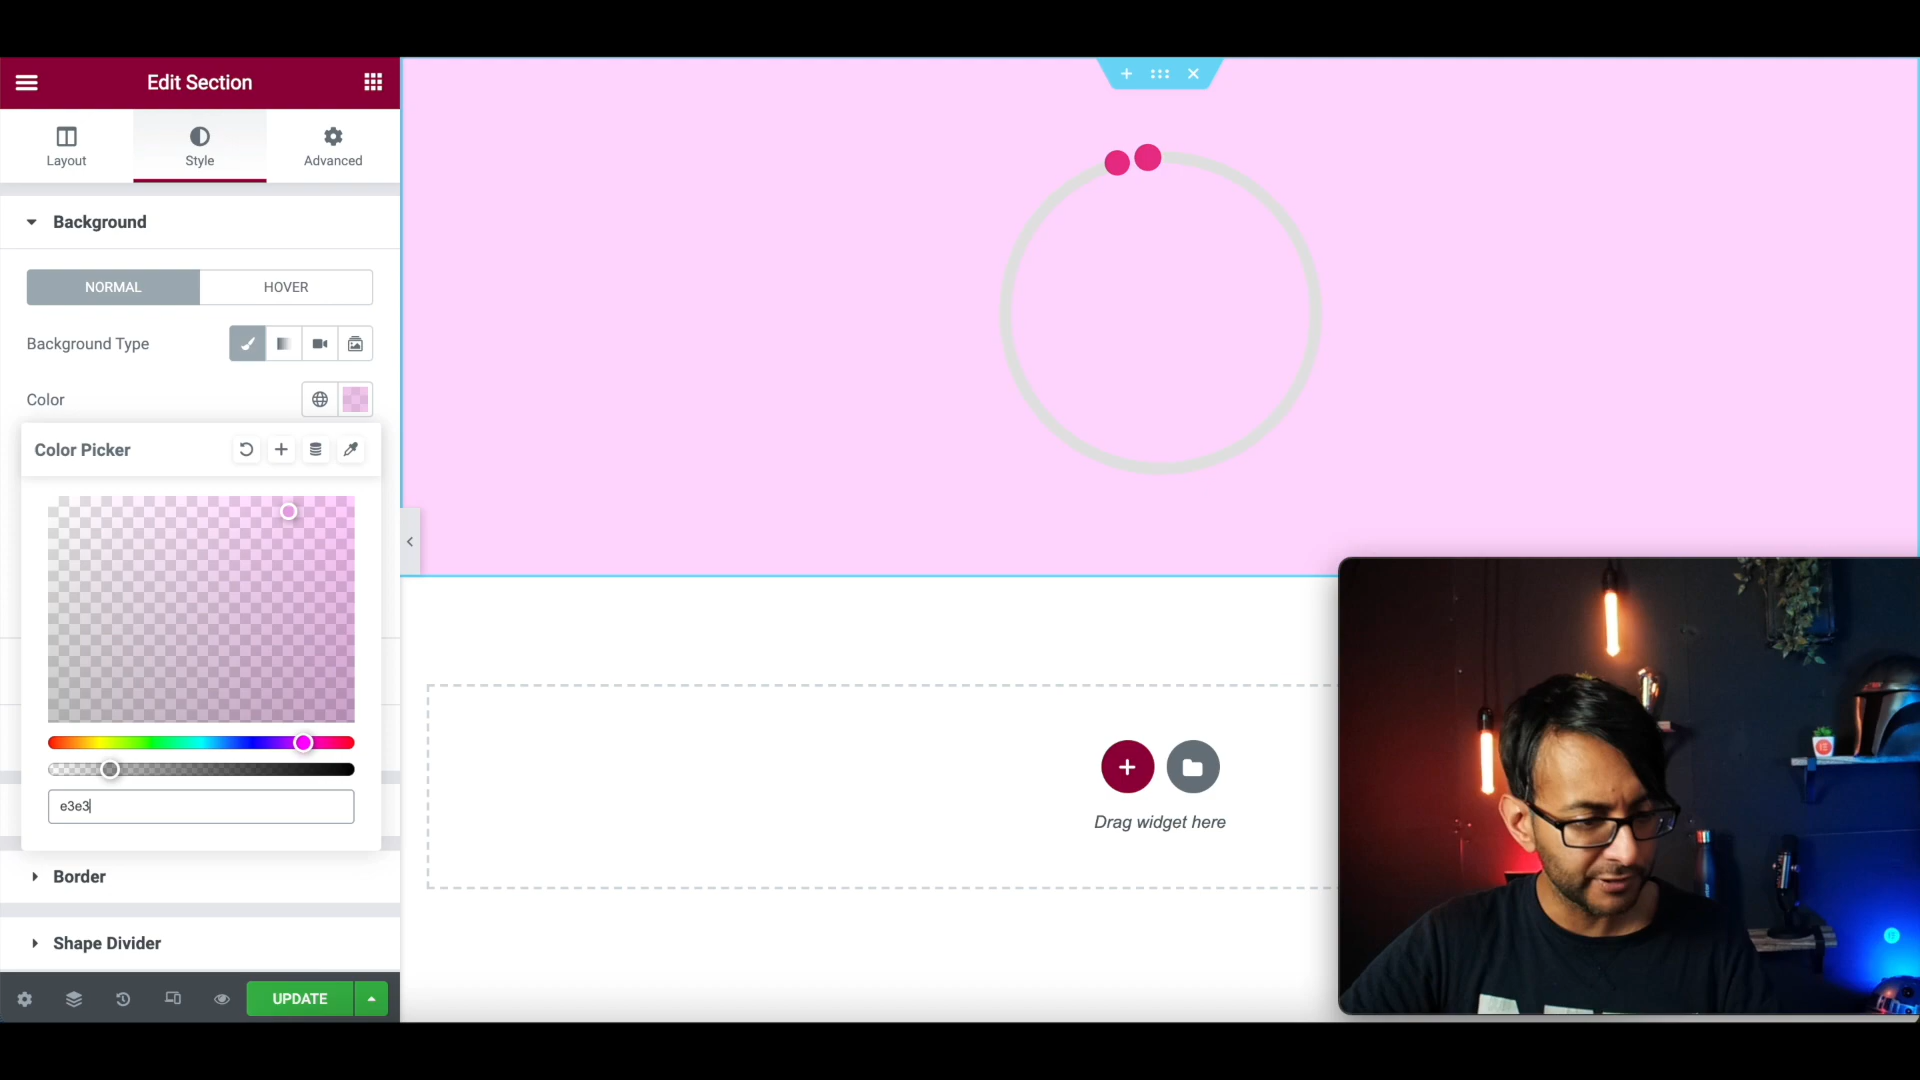 Edit Section
Layout
Style
Advanced
Background
NORMAL
HOVER
Background Type
Color
Color Picker
e3e3
Border
Shape Divider
UPDATE
Drag widget here